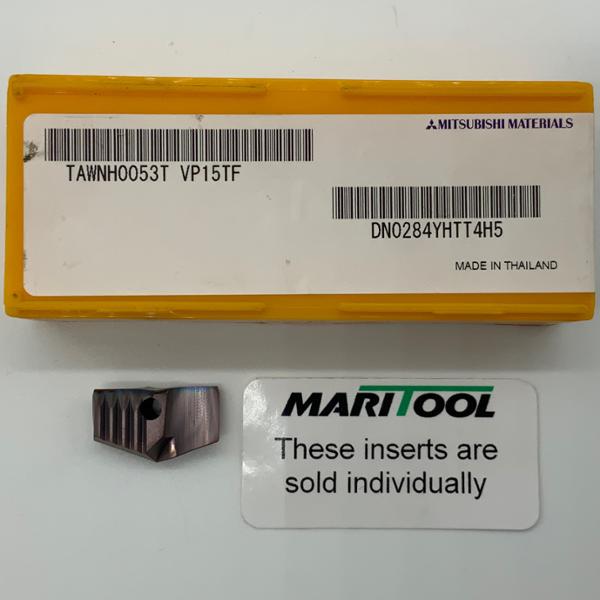 MITSUBISHI MATERIALS
TAWNH0053T VP15TF
DN0284YHTT4H5
MADE IN THAILAND
MARITOOL
These inserts are
sold individually